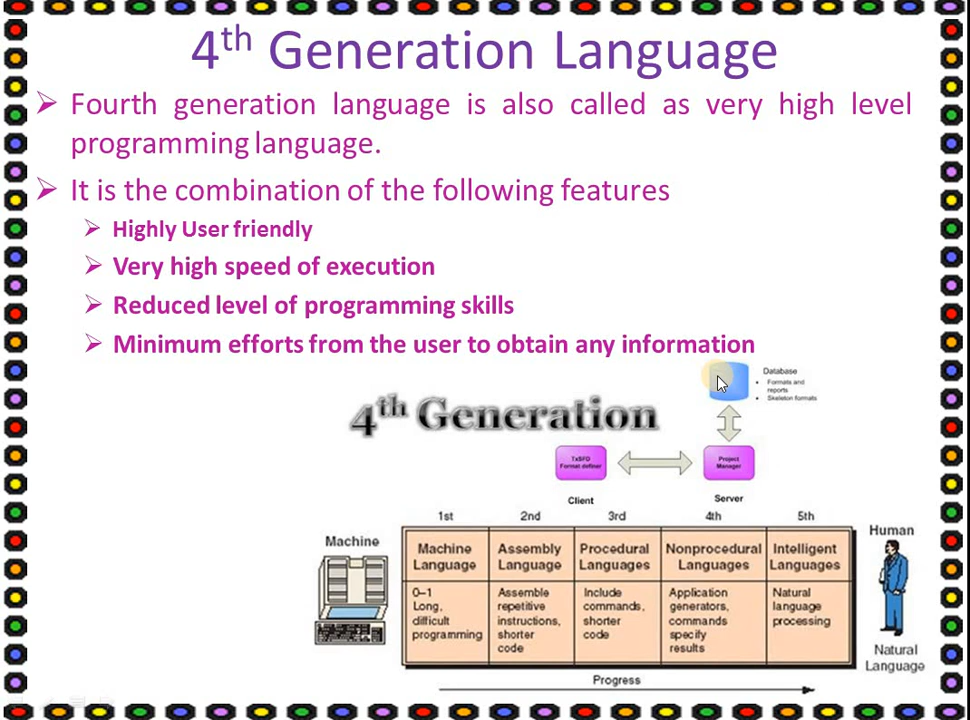 4th Generation Language
Fourth generation language is also called as very high level
programming language.
It is the combination of the following features
Highly User friendly
Very high speed of execution
Reduced level of programming skills
Minimum efforts from the user to obtain any information
Database
Formats and
reports
Skeleton formats
4th Generation
TxSFD
Format definer
Project
Manager
Client
Server
1st 2nd 3rd 4th 5th
Machine
Human
Machine
Language
Assembly
Language
Procedural
Languages
Nonprocedural
Languages
Intelligent
Languages
0–1
Long,
difficult
programming
Assemble
repetitive
instructions,
shorter
code
Include
commands,
shorter
code
Application
generators,
commands
specify
results
Natural
language
processing
Natural
Language
Progress